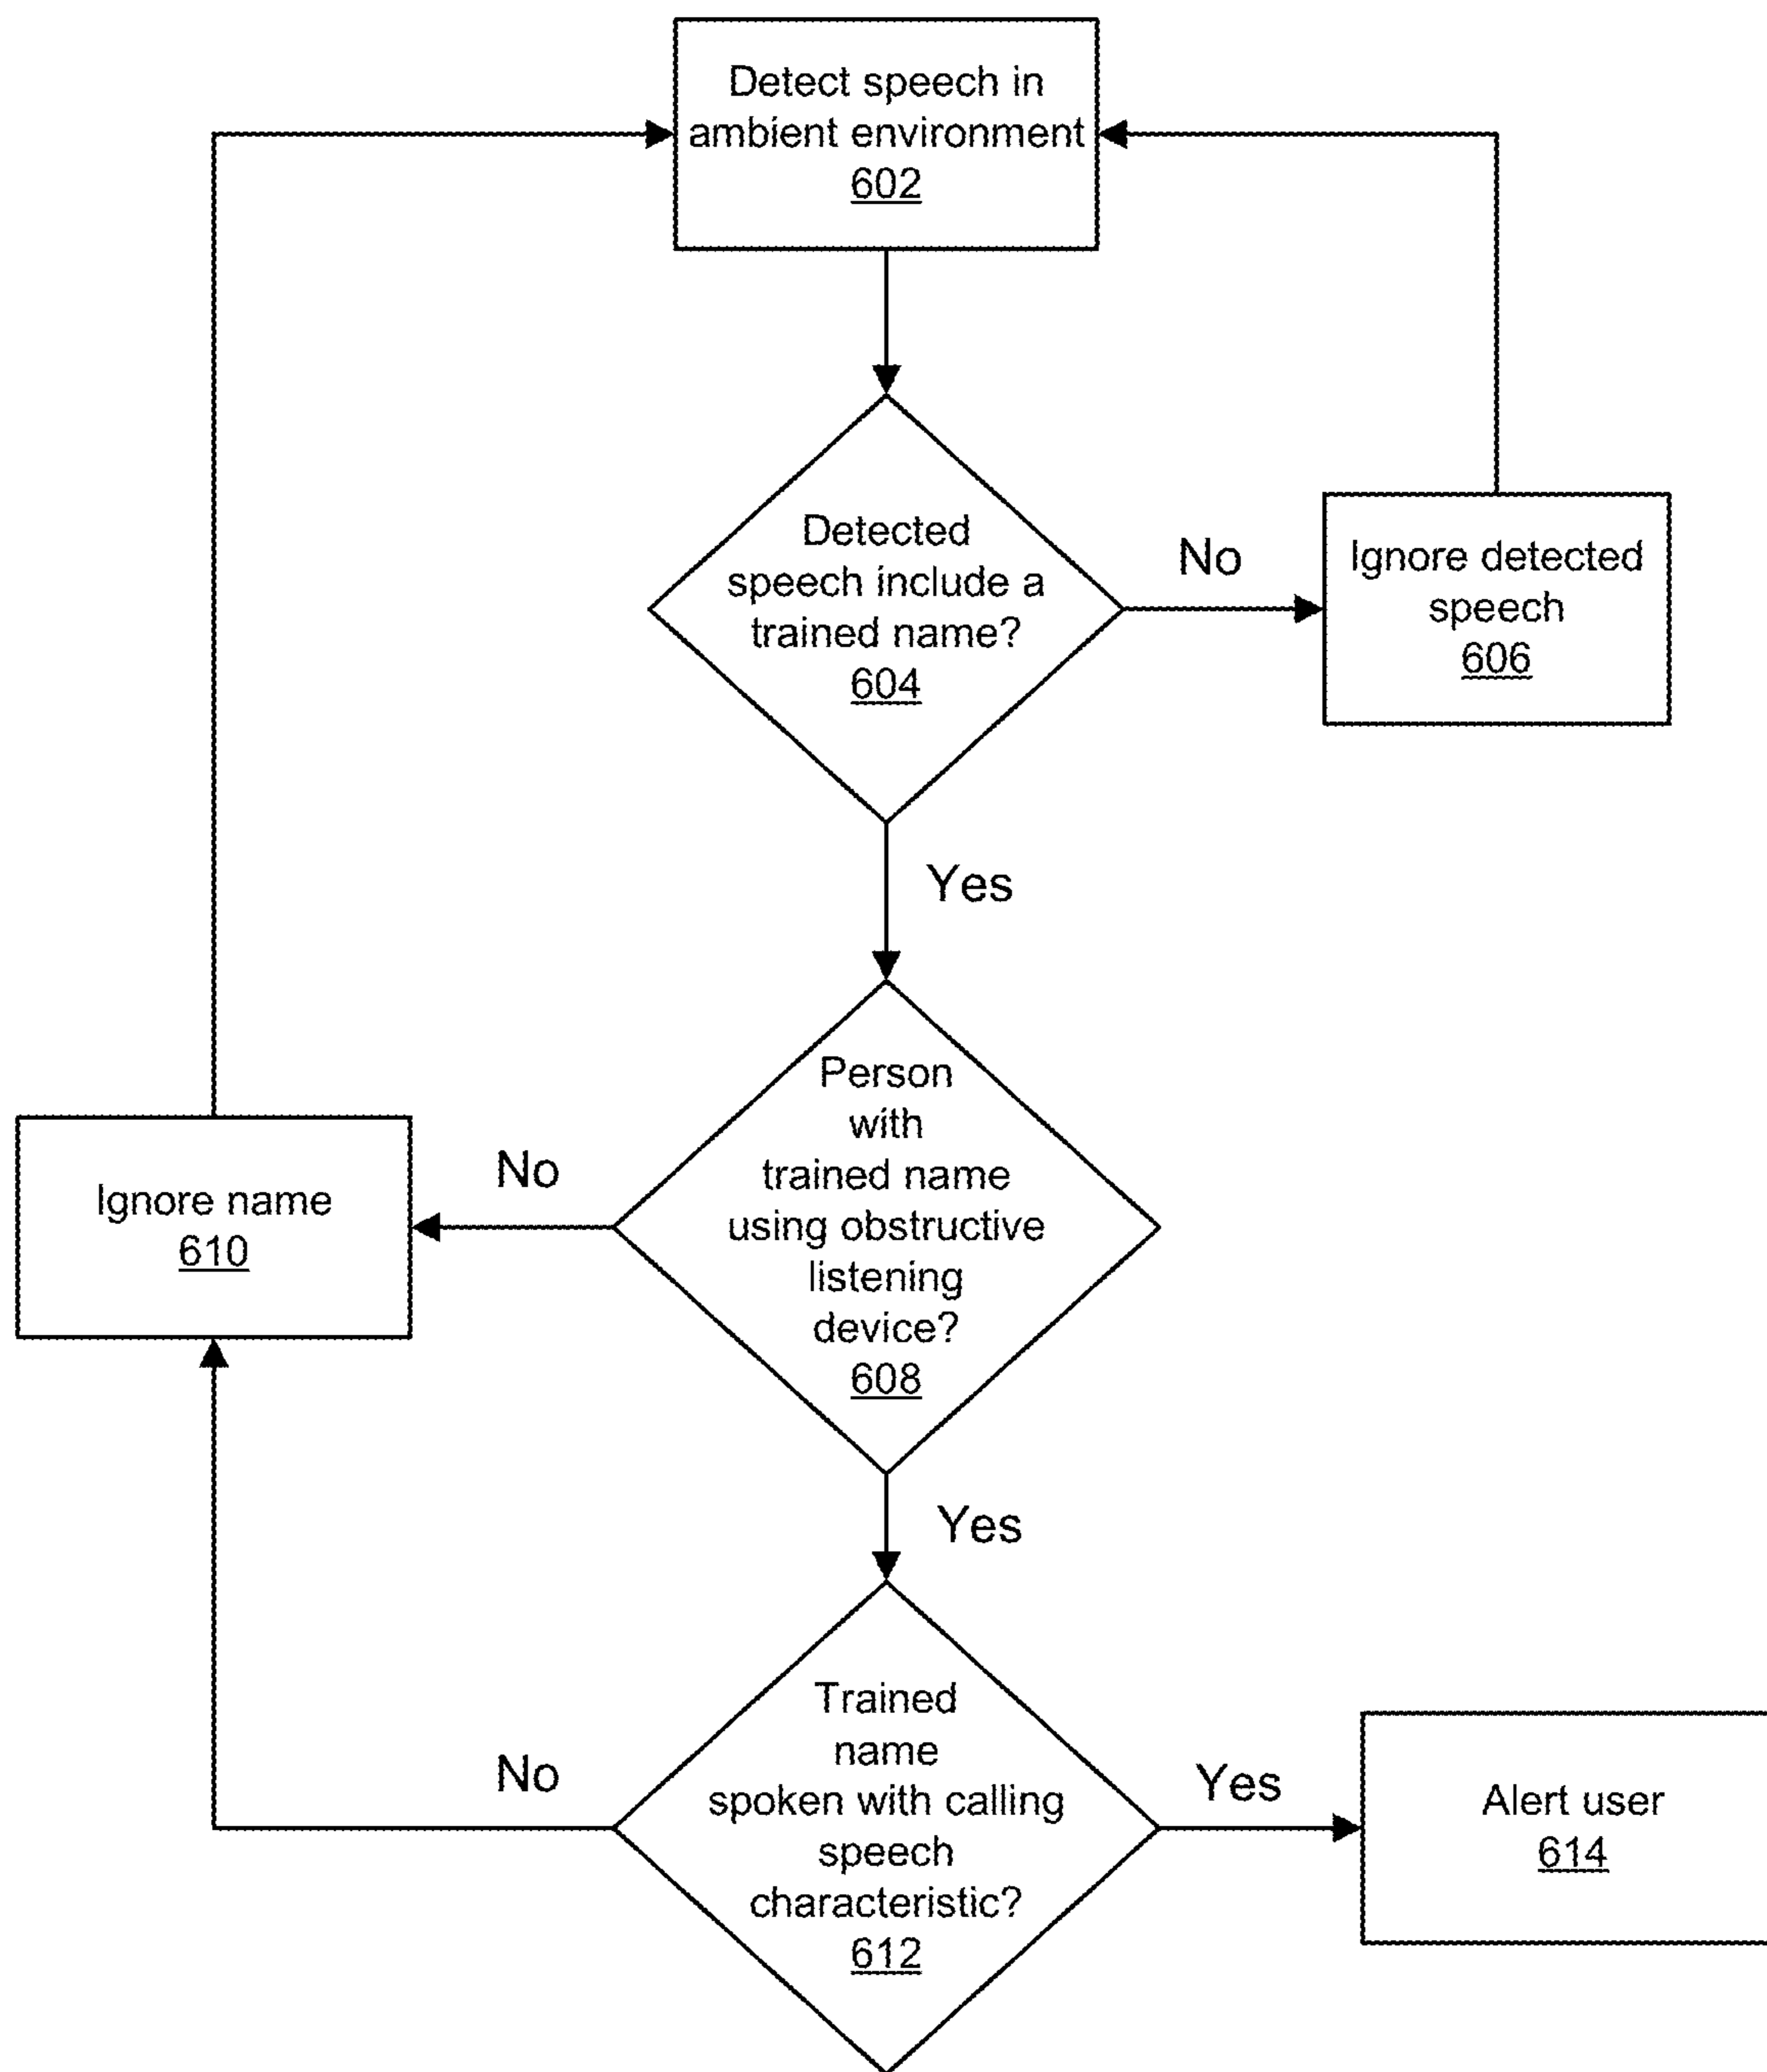 Detect speech in
ambient environment
602
Detected
speech include a
trained name?
604
No
Ignore detected
speech
606
Yes
Person
with
trained name
using obstructive
listening
device?
608
No
Ignore name
610
Yes
Trained
name
spoken with calling
speech
characteristic?
612
No
Yes
Alert user
614